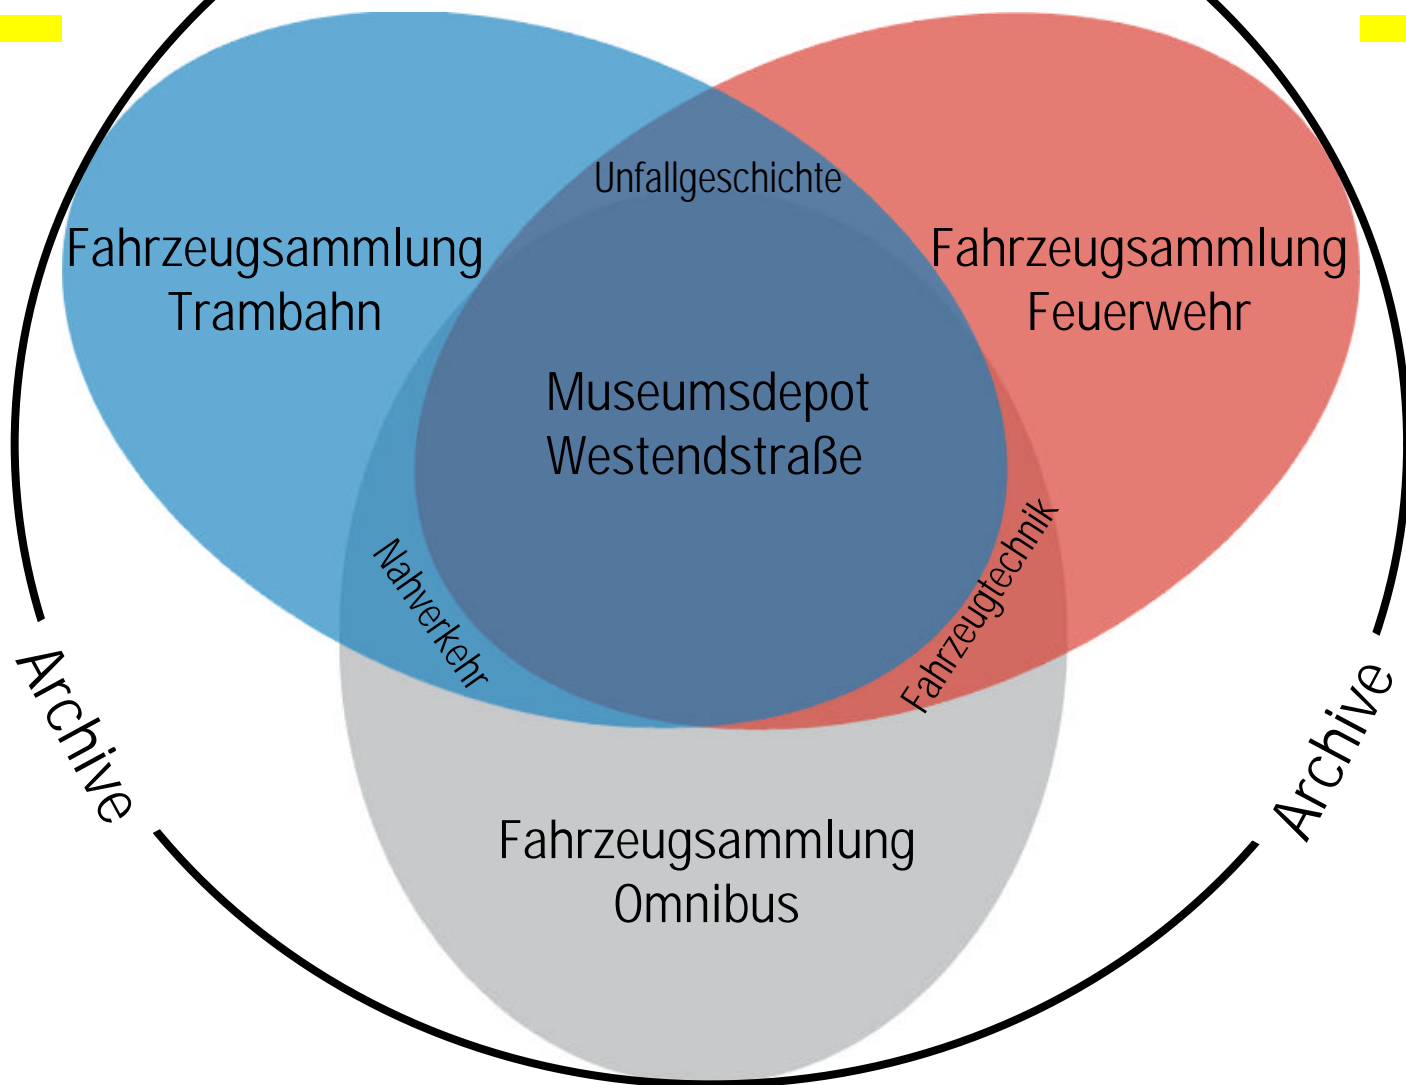 Unfallgeschichte
Fahrzeugsammlung
Trambahn
Fahrzeugsammlung
Feuerwehr
Museumsdepot
Westendstraße
Nahverkehr
Fahrzeugtechnik
Archive
Archive
Fahrzeugsammlung
Omnibus